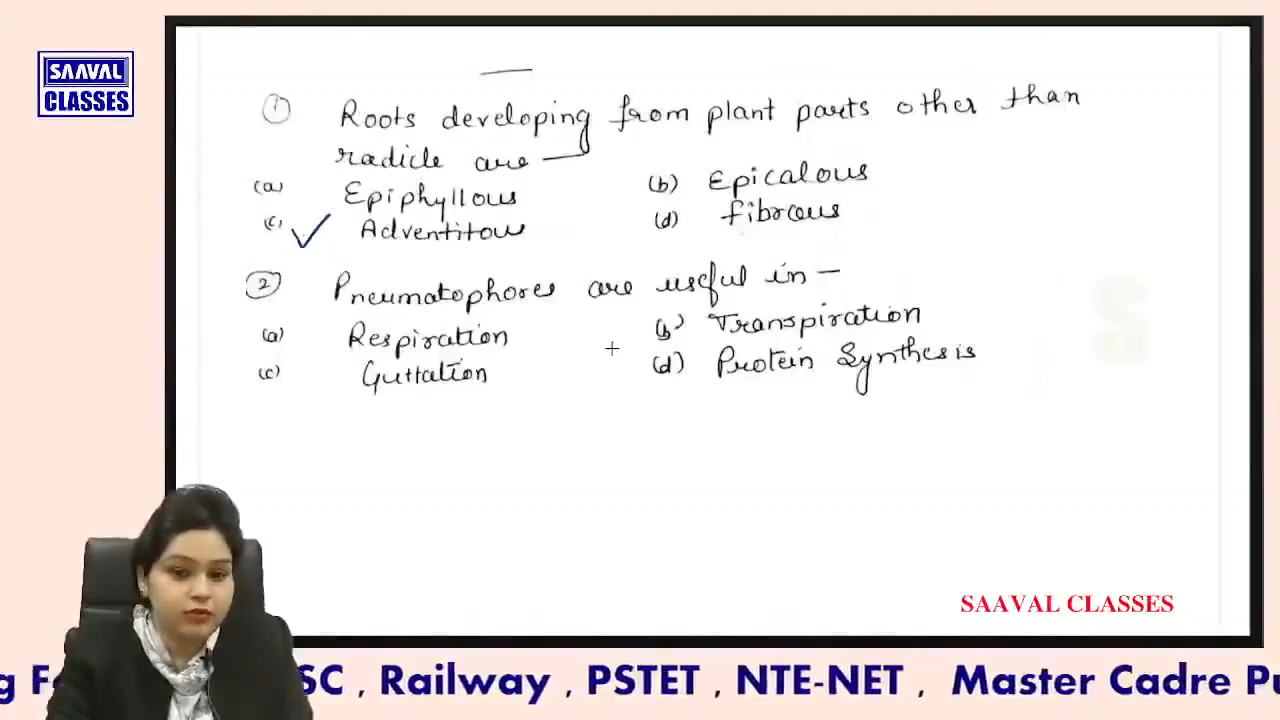 SAAVAL
CLASSES
① Roots developing from plant parts other than
radicle are —
(a) Epiphyllous (b) Epicalous
(c) ✓ Adventitous (d) fibrous
② Pneumatophores are useful in —
(a) Respiration (b) Transpiration
(c) Guttation (d) Protein Synthesis
S
SAAVAL CLASSES
g F SC , Railway , PSTET , NTE-NET , Master Cadre Pu